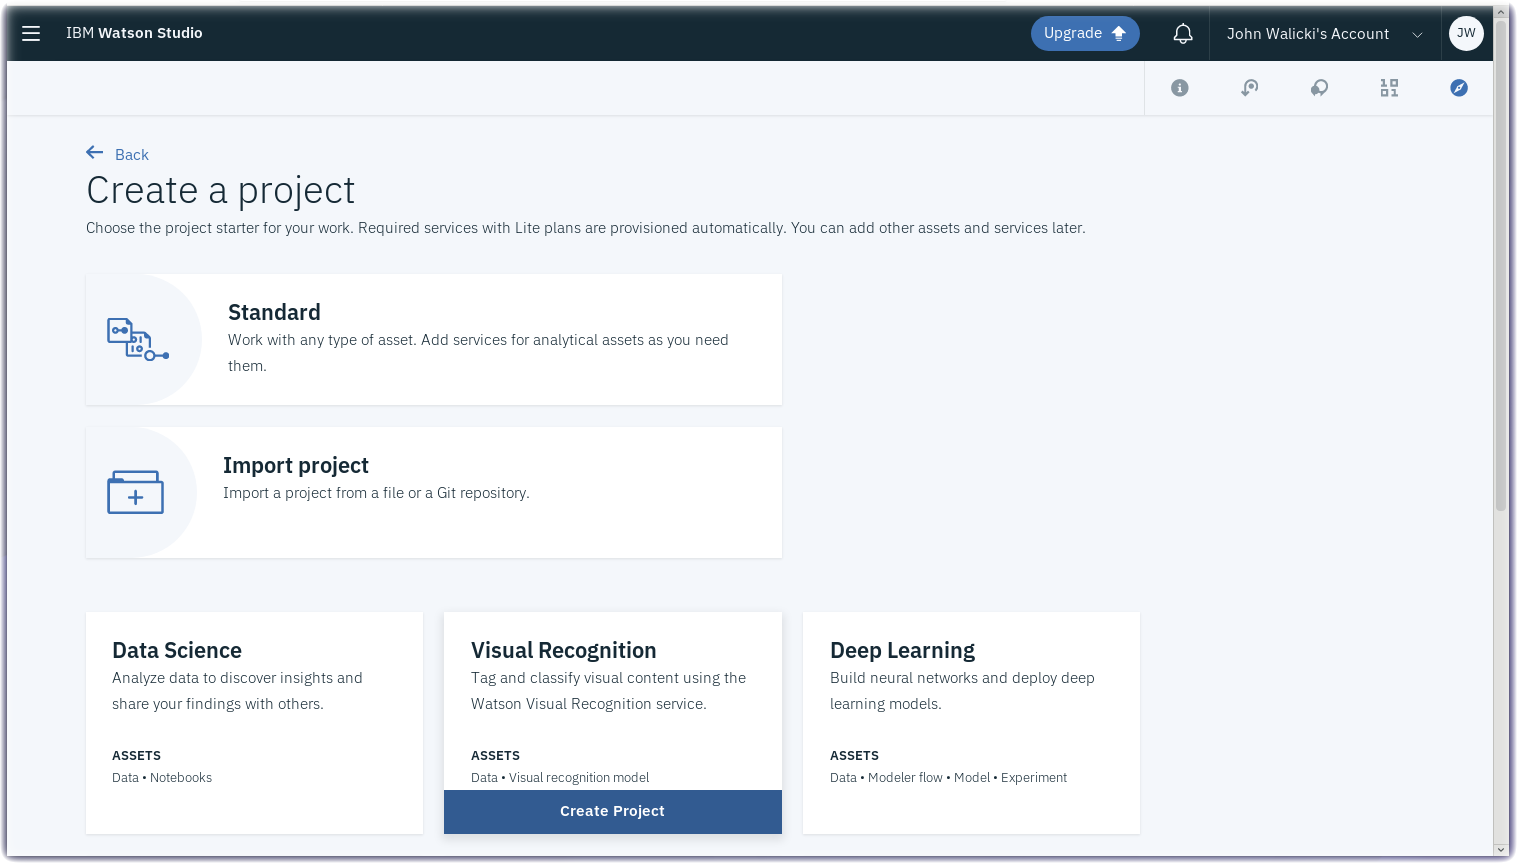 IBM Watson Studio
Upgrade
John Walicki's Account
JW
Back
Create a project
Choose the project starter for your work. Required services with Lite plans are provisioned automatically. You can add other assets and services later.
Standard
Work with any type of asset. Add services for analytical assets as you need
them.
Import project
Import a project from a file or a Git repository.
Data Science
Analyze data to discover insights and
share your findings with others.
ASSETS
Data • Notebooks
Visual Recognition
Tag and classify visual content using the
Watson Visual Recognition service.
ASSETS
Data • Visual recognition model
Create Project
Deep Learning
Build neural networks and deploy deep
learning models.
ASSETS
Data • Modeler flow • Model • Experiment